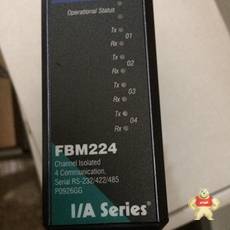 Operational Status
Tx
01
Rx
Tx
02
Rx
Tx
03
Rx
Tx
04
Rx
FBM224
Channel Isolated
4 Communication,
Serial RS-232/422/485
P0926GG
I/A Series®